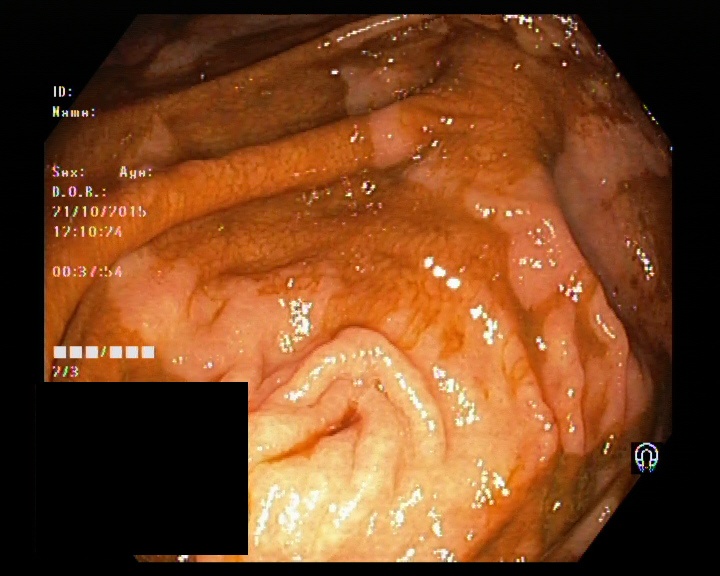 ID:
Name:
Sex: Age:
D.O.B.:
21/10/2015
12:10:24
00:37:54
■■■/■■■
2/3